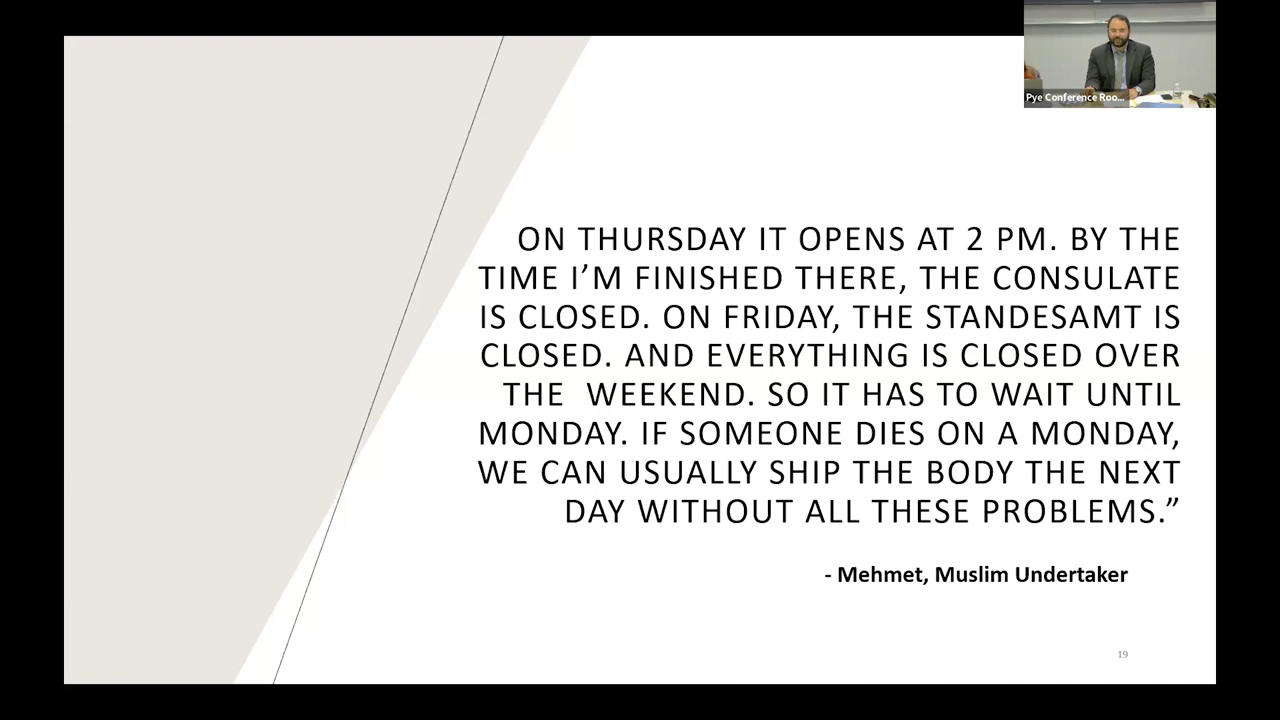 Pye Conference Roo...
ON THURSDAY IT OPENS AT 2 PM. BY THE
TIME I’M FINISHED THERE, THE CONSULATE
IS CLOSED. ON FRIDAY, THE STANDESAMT IS
CLOSED. AND EVERYTHING IS CLOSED OVER
THE WEEKEND. SO IT HAS TO WAIT UNTIL
MONDAY. IF SOMEONE DIES ON A MONDAY,
WE CAN USUALLY SHIP THE BODY THE NEXT
DAY WITHOUT ALL THESE PROBLEMS.”
- Mehmet, Muslim Undertaker
19